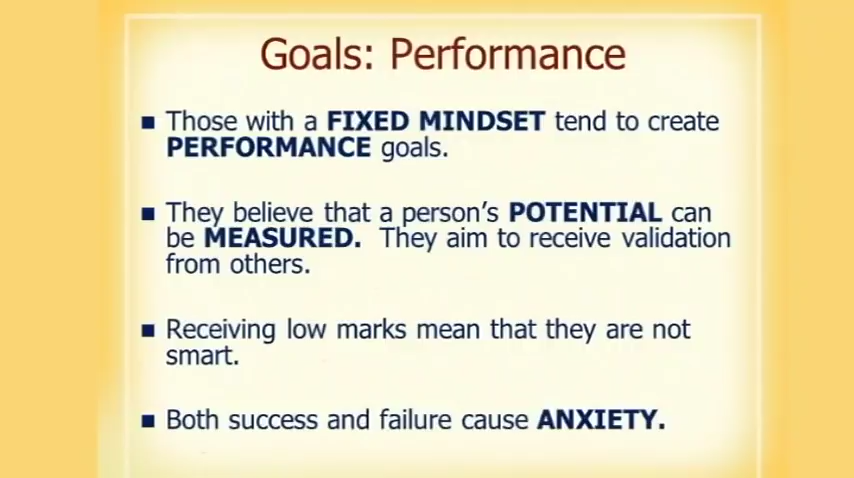 Goals: Performance
Those with a FIXED MINDSET tend to create
PERFORMANCE goals.
They believe that a person's POTENTIAL can
be MEASURED. They aim to receive validation
from others.
Receiving low marks mean that they are not
smart.
Both success and failure cause ANXIETY.